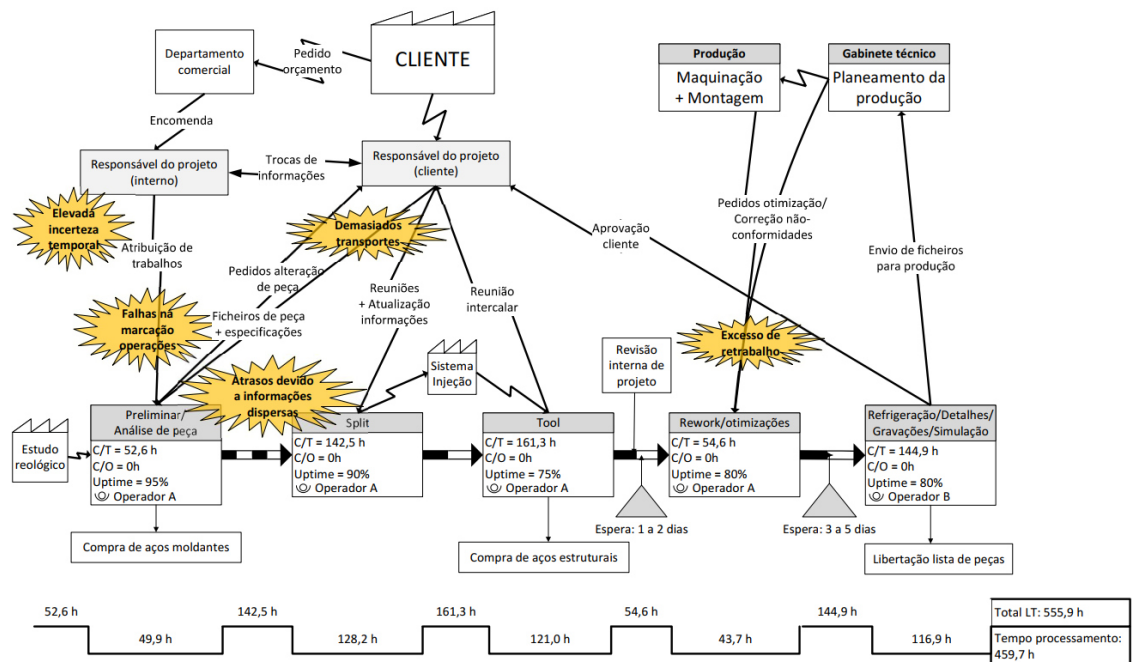 Departamento
comercial
Pedido
orçamento
CLIENTE
Produção
Maquinação
+ Montagem
Gabinete técnico
Planeamento da
produção
Encomenda
Responsável do projeto
(interno)
Trocas de
informações
Responsável do projeto
(cliente)
Elevada
incerteza
temporal
Atribuição de
trabalhos
Demasiados
transportes
Pedidos alteração
de peça
Reuniões
+ Atualização
informações
Reunião
intercalar
Aprovação
cliente
Pedidos otimização/
Correção não-
conformidades
Envio de ficheiros
para produção
Falhas na
marcação
operações
Ficheiros de peça
+ especificações
Atrasos devido
a informações
dispersas
Sistema
Injeção
Revisão
interna de
projeto
Excesso de
retrabalho
Estudo
reológico
Preliminar/
Análise de peça
C/T = 52,6 h
C/O = 0h
Uptime = 95%
Operador A
Split
C/T = 142,5 h
C/O = 0h
Uptime = 90%
Operador A
Tool
C/T = 161,3 h
C/O = 0h
Uptime = 75%
Operador A
Rework/otimizações
C/T = 54,6 h
C/O = 0h
Uptime = 80%
Operador A
Refrigeração/Detalhes/
Gravações/Simulação
C/T = 144,9 h
C/O = 0h
Uptime = 80%
Operador B
Espera: 1 a 2 dias
Espera: 3 a 5 dias
Compra de aços moldantes
Compra de aços estruturais
Libertação lista de peças
52,6 h
142,5 h
161,3 h
54,6 h
144,9 h
Total LT: 555,9 h
49,9 h
128,2 h
121,0 h
43,7 h
116,9 h
Tempo processamento:
459,7 h